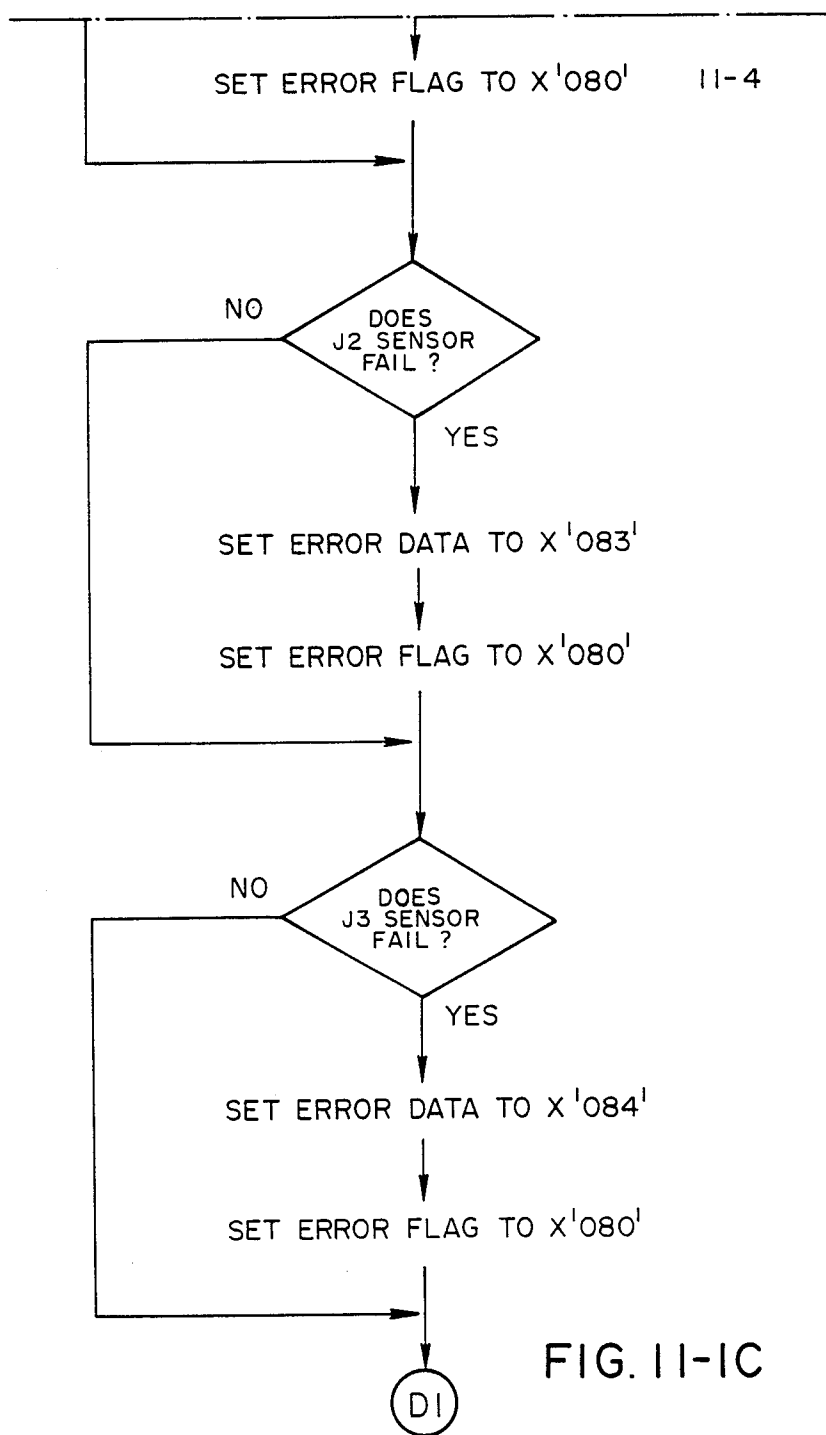 SET ERROR FLAG TO X'080' 11-4
NO
DOES
J2 SENSOR
FAIL ?
YES
SET ERROR DATA TO X'083'
SET ERROR FLAG TO X'080'
NO
DOES
J3 SENSOR
FAIL ?
YES
SET ERROR DATA TO X'084'
SET ERROR FLAG TO X'080'
FIG. 11-1C
D1